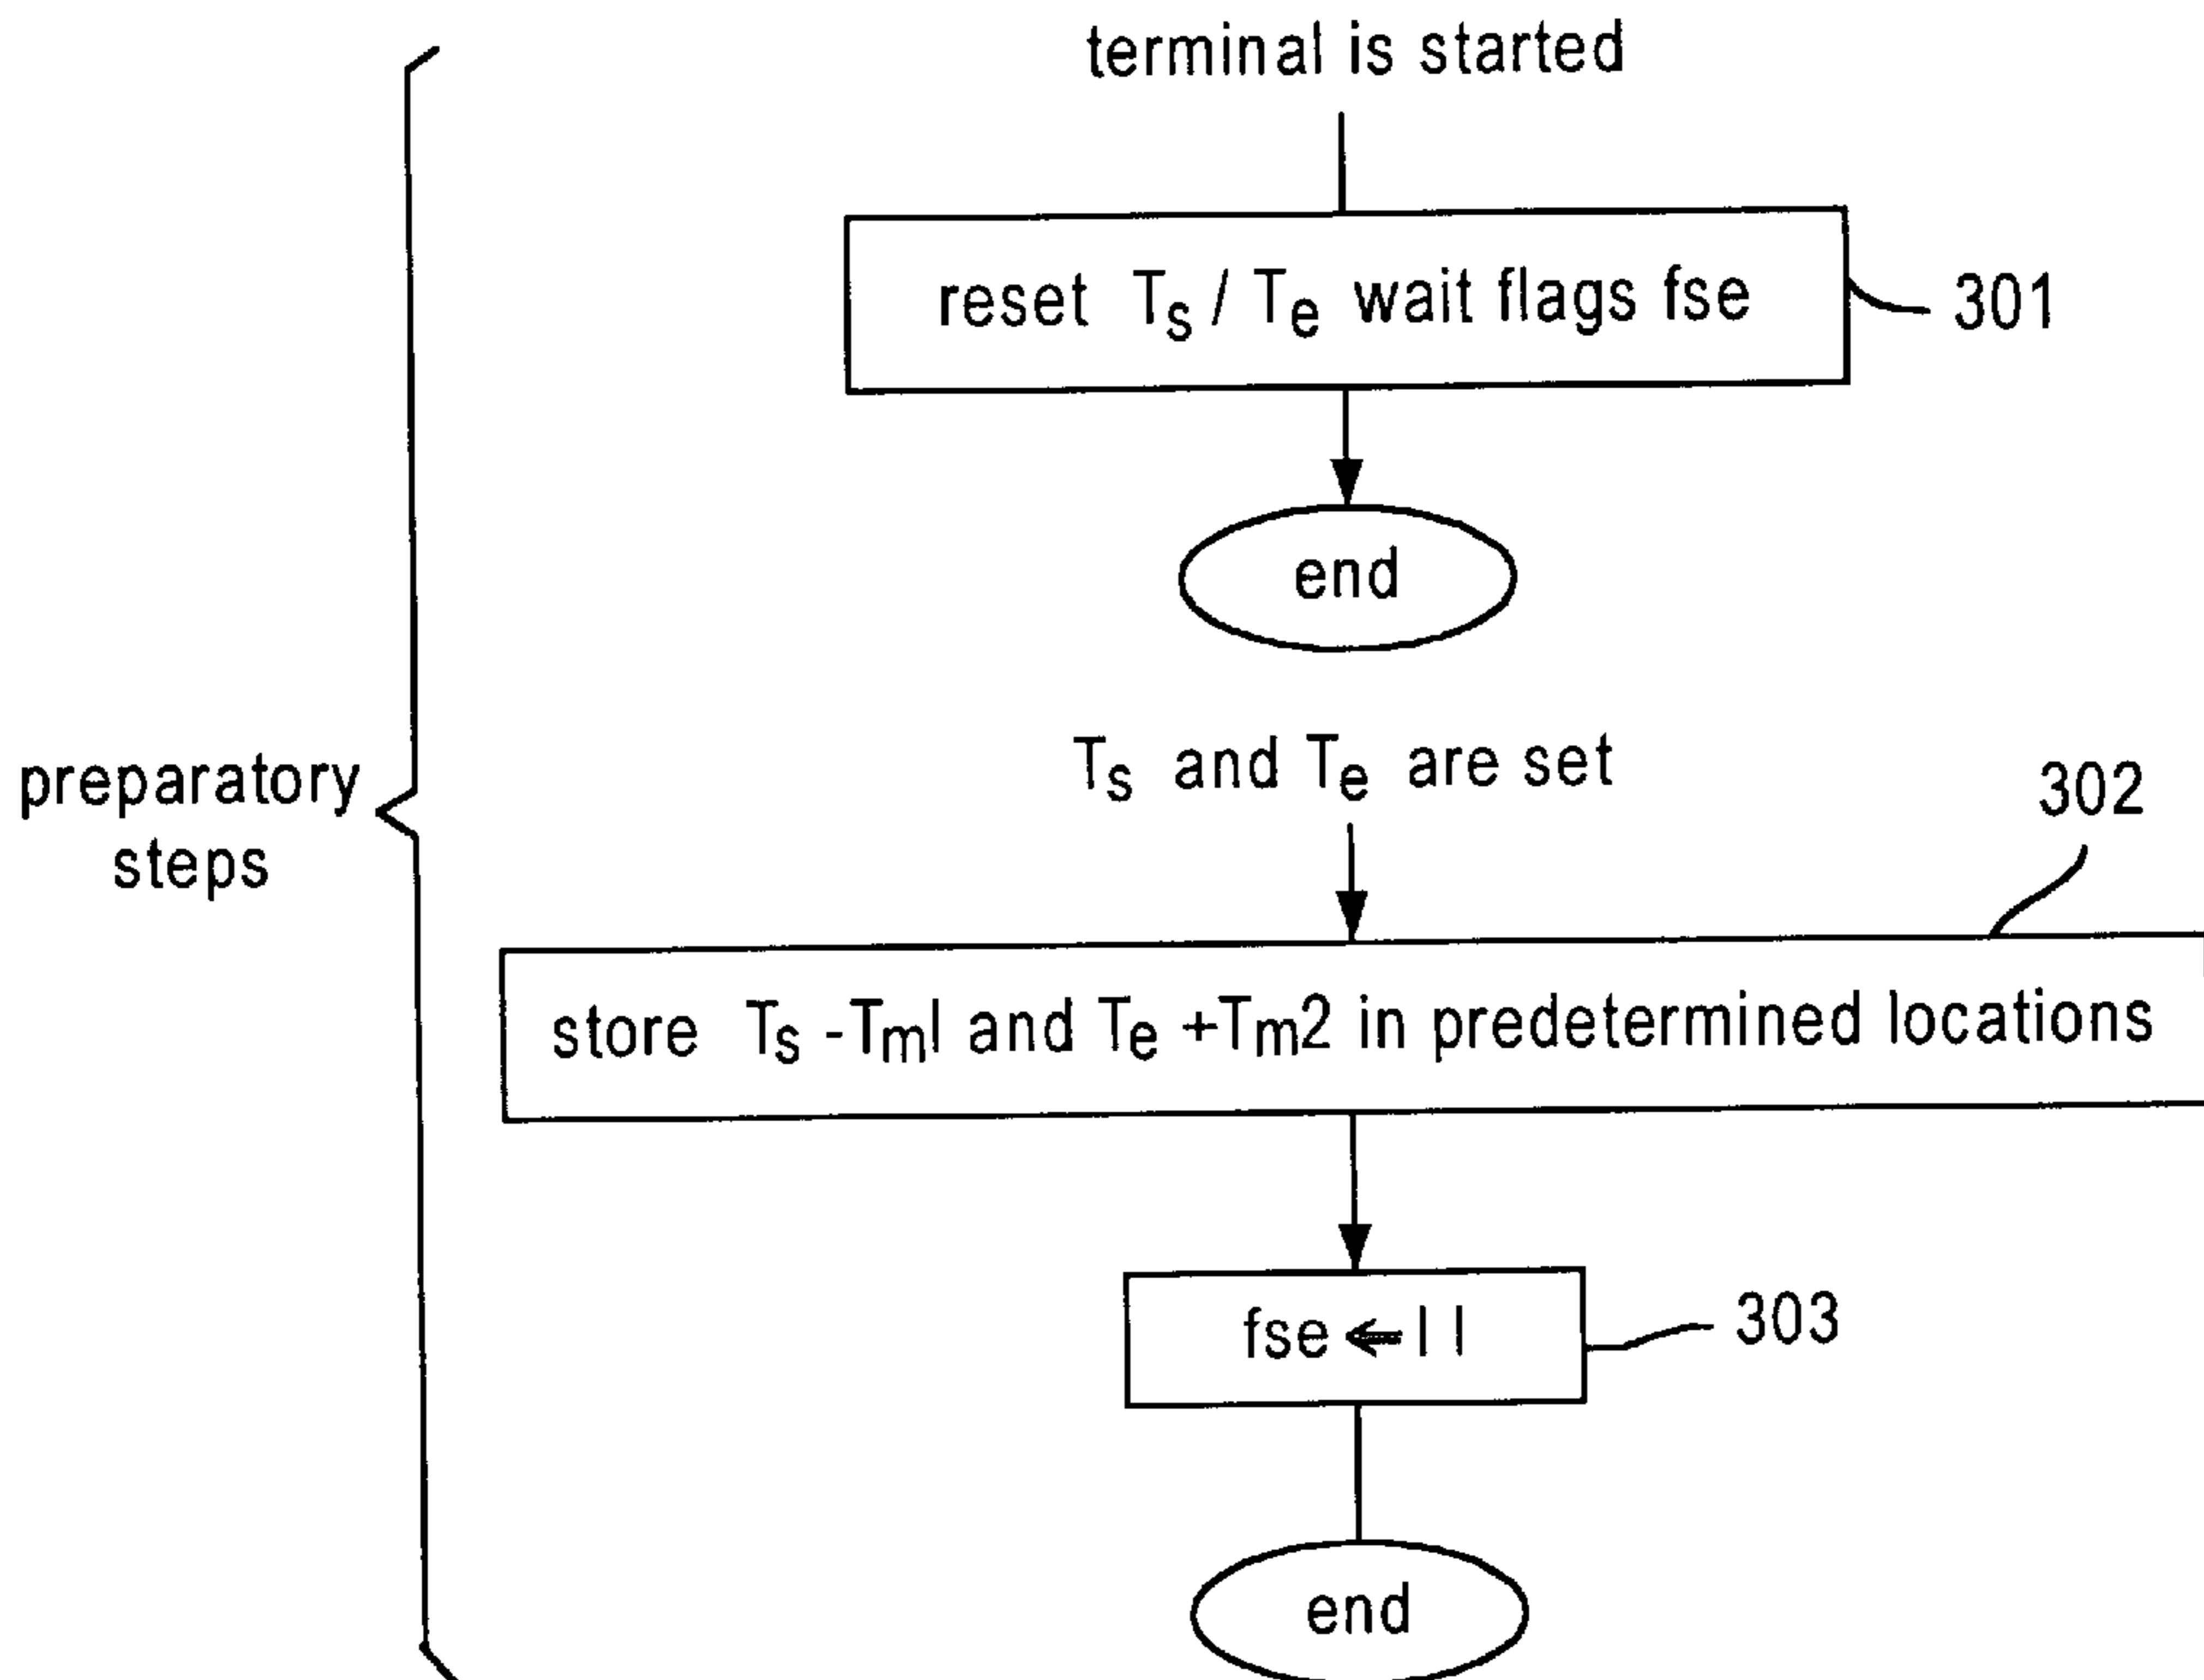 terminal is started
reset Ts / Te wait flags fse
301
end
Ts and Te are set
302
preparatory
steps
store Ts -Tml and Te +Tm2 in predetermined locations
fse ⇐ l l
303
end